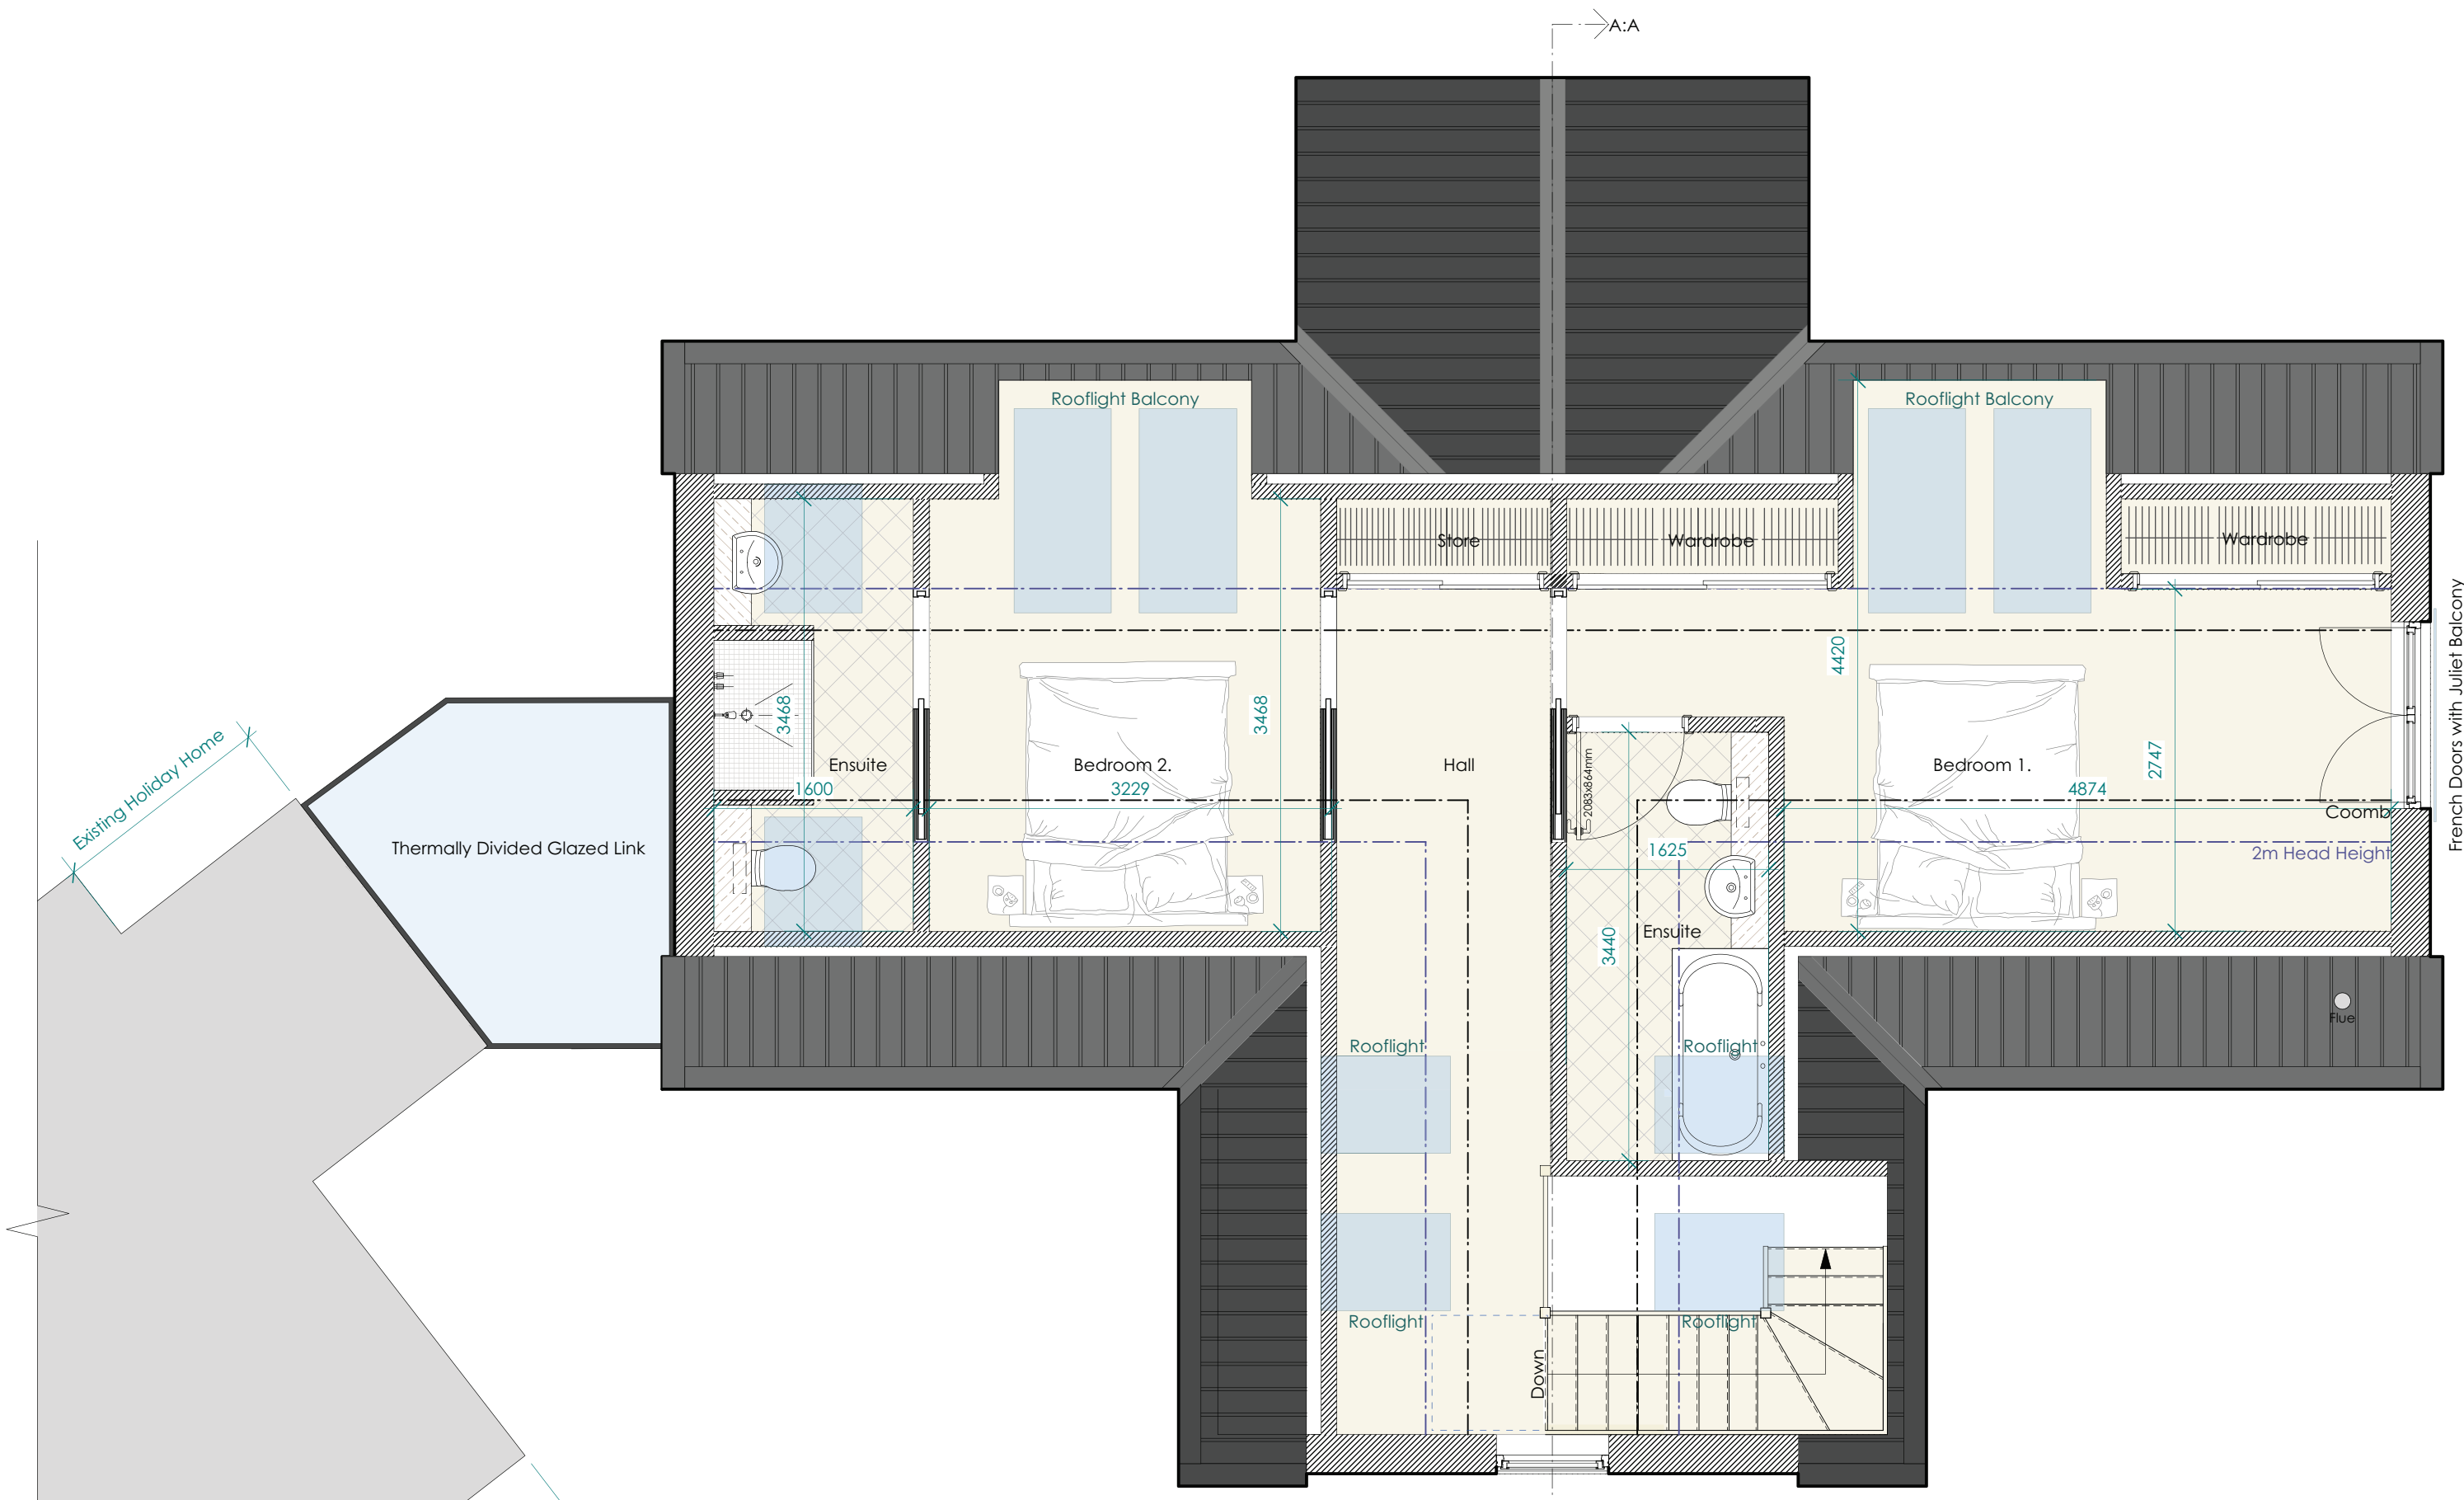 A:A
Rooflight Balcony
Rooflight Balcony
Store
Wardrobe
Wardrobe
French Doors with Juliet Balcony
4420
3468
3468
2747
Existing Holiday Home
Ensuite
Bedroom 2.
Hall
2083x864mm
Bedroom 1.
1600
3229
4874
Coomb
Thermally Divided Glazed Link
1625
2m Head Height
Ensuite
3440
Flue
Rooflight
Rooflight
Rooflight
Rooflight
Down